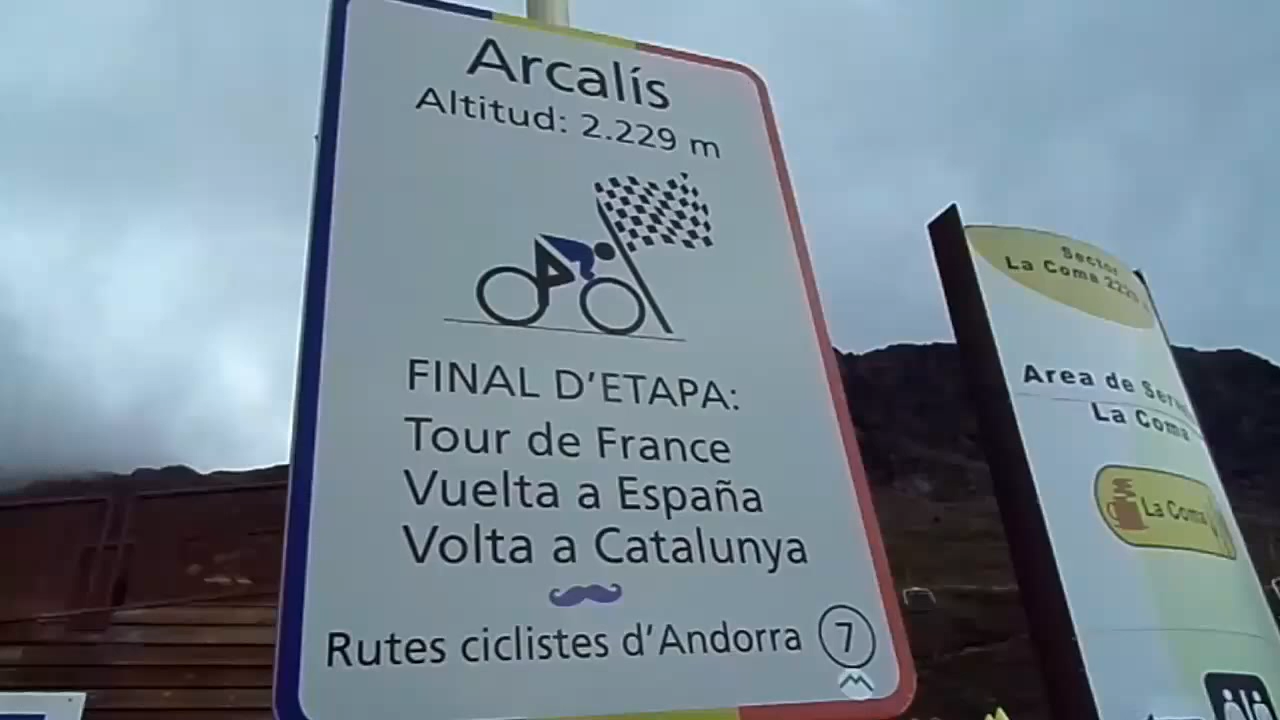 Arcalís
Altitud: 2.229 m
FINAL D'ETAPA:
Tour de France
Vuelta a España
Volta a Catalunya
Rutes ciclistes d'Andorra 7
Sector
La Coma
Area de
La Coma
La Coma